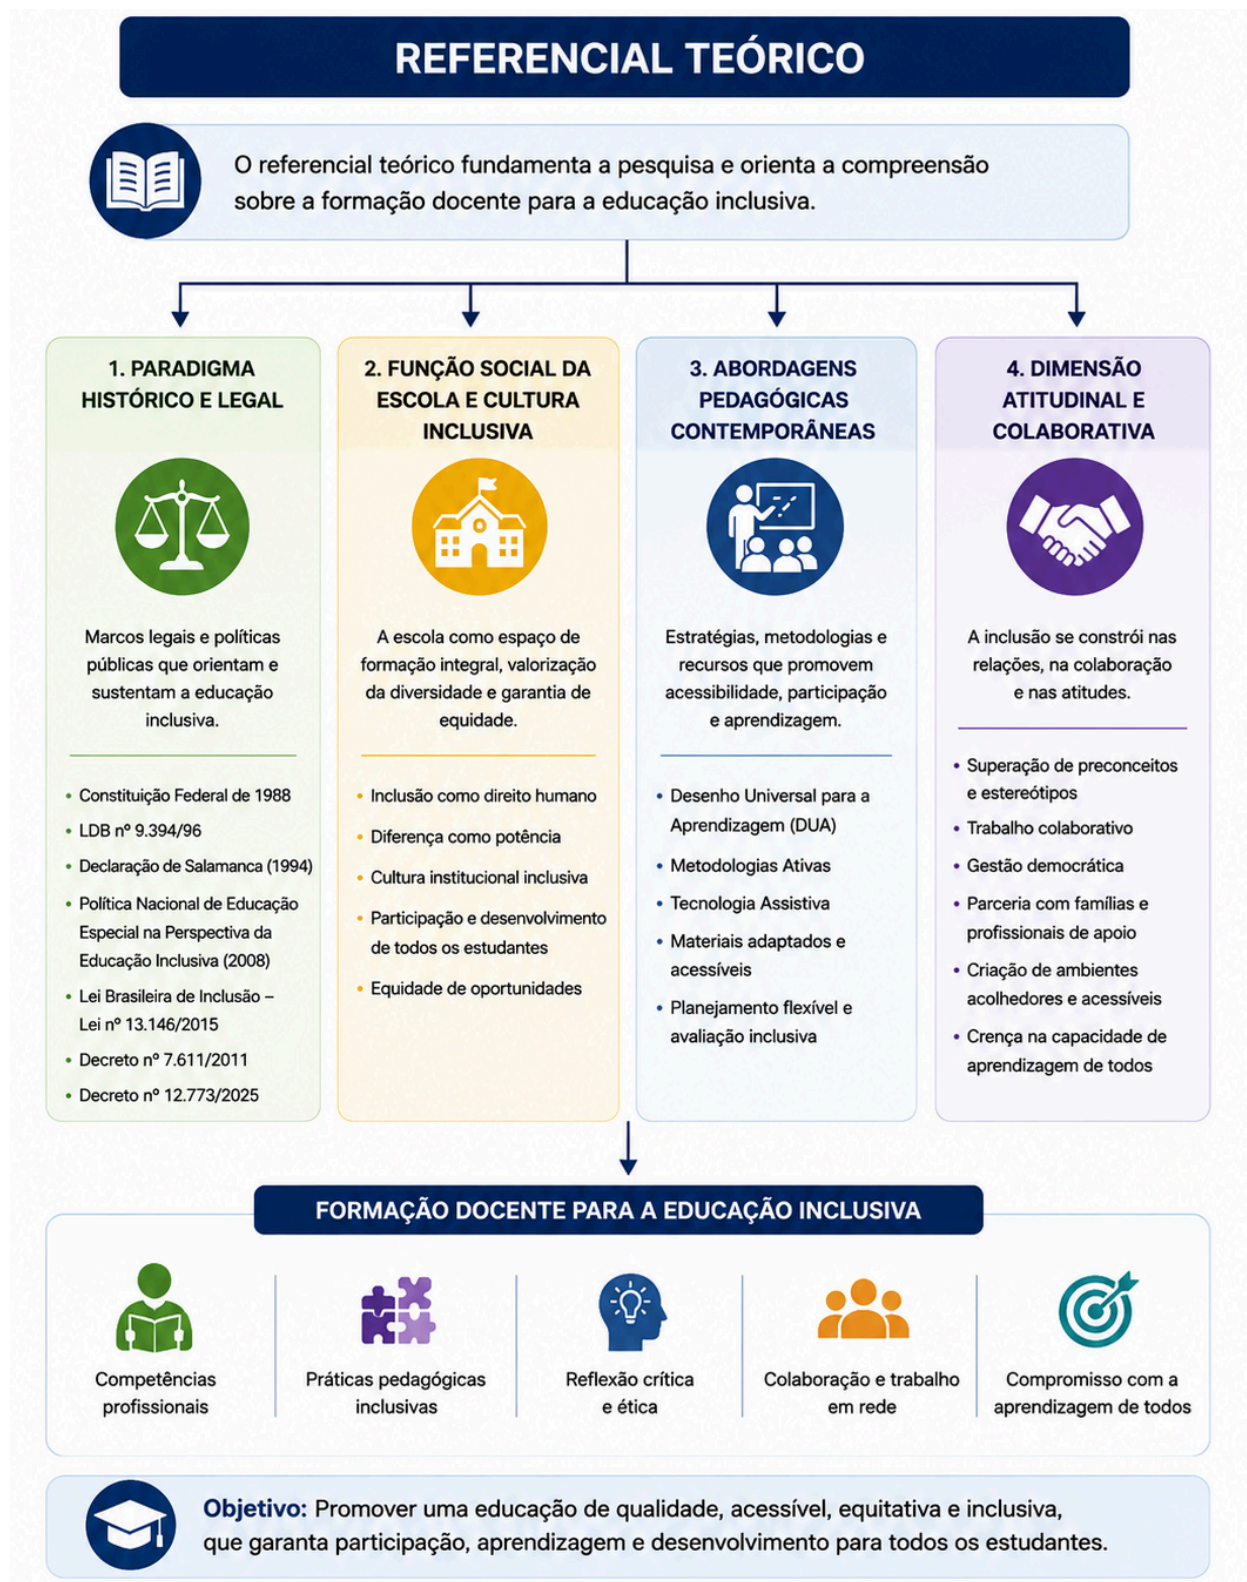 REFERENCIAL TEÓRICO
O referencial teórico fundamenta a pesquisa e orienta a compreensão
sobre a formação docente para a educação inclusiva.
1. PARADIGMA
HISTÓRICO E LEGAL
Marcos legais e políticas
públicas que orientam e
sustentam a educação
inclusiva.
• Constituição Federal de 1988
• LDB nº 9.394/96
• Declaração de Salamanca (1994)
• Política Nacional de Educação
Especial na Perspectiva da
Educação Inclusiva (2008)
• Lei Brasileira de Inclusão –
Lei nº 13.146/2015
• Decreto nº 7.611/2011
• Decreto nº 12.773/2025
2. FUNÇÃO SOCIAL DA
ESCOLA E CULTURA
INCLUSIVA
A escola como espaço de
formação integral, valorização
da diversidade e garantia de
equidade.
• Inclusão como direito humano
• Diferença como potência
• Cultura institucional inclusiva
• Participação e desenvolvimento
de todos os estudantes
• Equidade de oportunidades
3. ABORDAGENS
PEDAGÓGICAS
CONTEMPORÂNEAS
Estratégias, metodologias e
recursos que promovem
acessibilidade, participação
e aprendizagem.
• Desenho Universal para a
Aprendizagem (DUA)
• Metodologias Ativas
• Tecnologia Assistiva
• Materiais adaptados e
acessíveis
• Planejamento flexível e
avaliação inclusiva
4. DIMENSÃO
ATITUDINAL E
COLABORATIVA
A inclusão se constrói nas
relações, na colaboração
e nas atitudes.
• Superação de preconceitos
e estereótipos
• Trabalho colaborativo
• Gestão democrática
• Parceria com famílias e
profissionais de apoio
• Criação de ambientes
acolhedores e acessíveis
• Crença na capacidade de
aprendizagem de todos
FORMAÇÃO DOCENTE PARA A EDUCAÇÃO INCLUSIVA
Competências
profissionais
Práticas pedagógicas
inclusivas
Reflexão crítica
e ética
Colaboração e trabalho
em rede
Compromisso com a
aprendizagem de todos
Objetivo: Promover uma educação de qualidade, acessível, equitativa e inclusiva,
que garanta participação, aprendizagem e desenvolvimento para todos os estudantes.